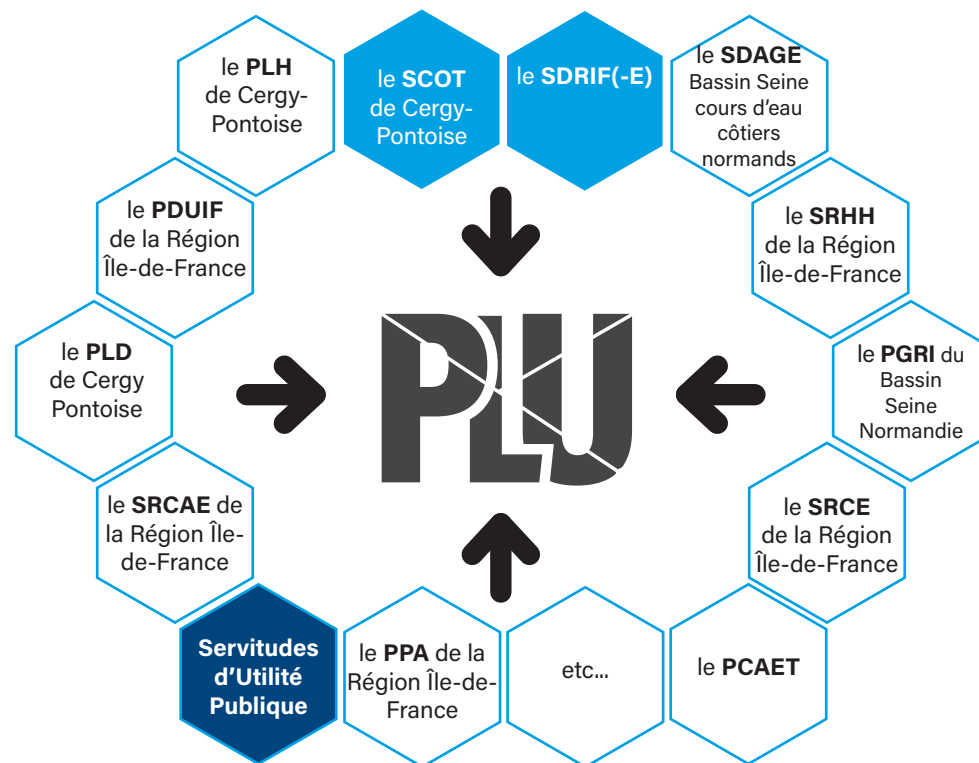 le PLH
de Cergy-
Pontoise
le SCOT
de Cergy-
Pontoise
le SDRIF(-E)
le SDAGE
Bassin Seine
cours d'eau
côtiers
normands
le PDUIF
de la Région
Île-de-France
le SRHH
de la Région
Île-de-France
le PLD
de Cergy
Pontoise
PLU
le PGRI du
Bassin
Seine
Normandie
le SRCAE de
la Région Île-
de-France
le SRCE
de la Région
Île-de-France
Servitudes
d'Utilité
Publique
le PPA de la
Région Île-de-
France
etc...
le PCAET